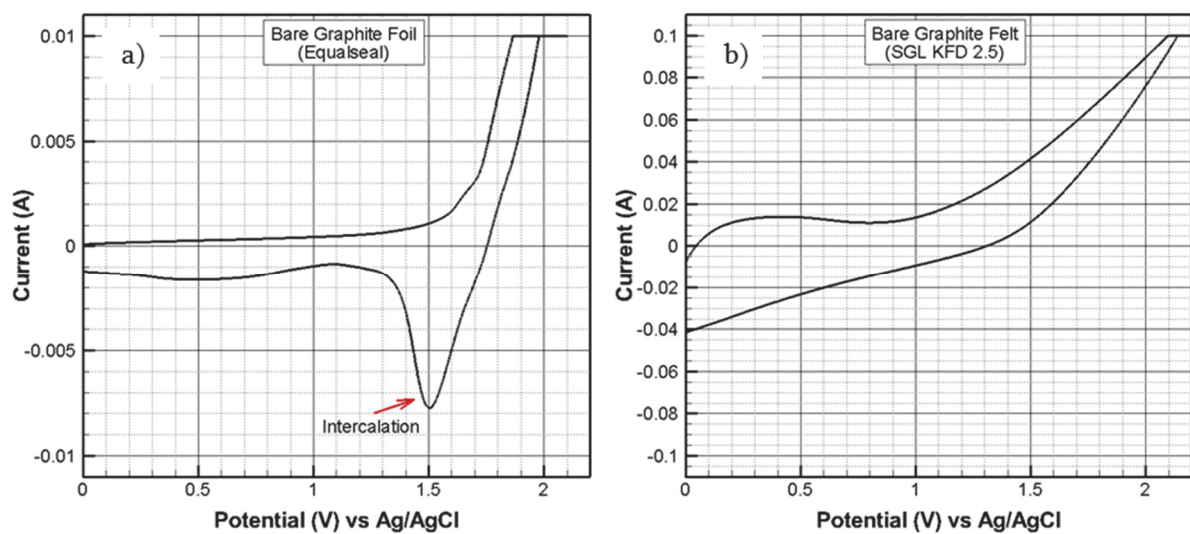 a)
Bare Graphite Foil
(Equalseal)
Intercalation
Current (A)
0.01
0.005
0
-0.005
-0.01
0 0.5 1 1.5 2
Potential (V) vs Ag/AgCl
b)
Bare Graphite Felt
(SGL KFD 2.5)
Current (A)
0.1
0.08
0.06
0.04
0.02
0
-0.02
-0.04
-0.06
-0.08
-0.1
0 0.5 1 1.5 2
Potential (V) vs Ag/AgCl